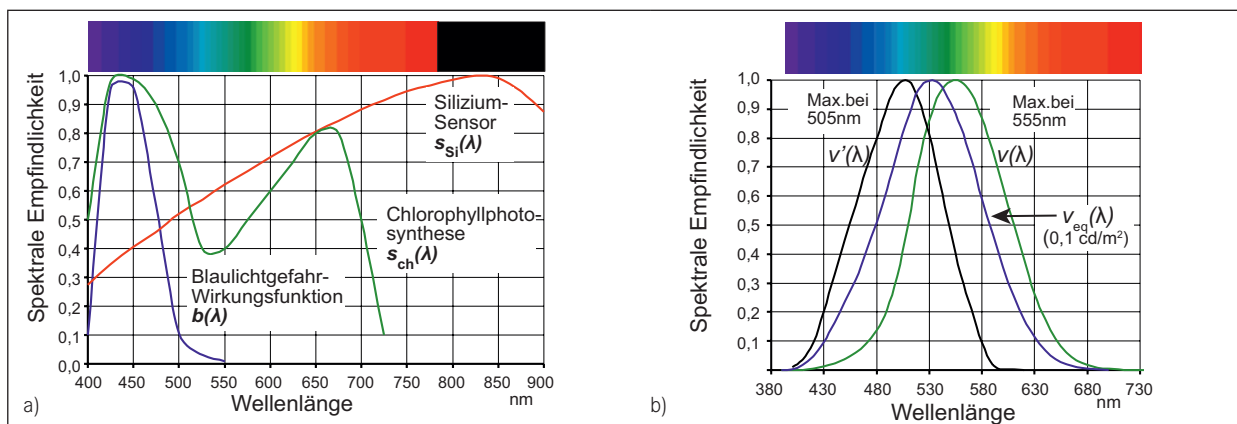 Spektrale Empfindlichkeit
1,0
0,9
0,8
0,7
0,6
0,5
0,4
0,3
0,2
0,1
0,0
Silizium-
Sensor
s_Si(λ)
Chlorophyllphoto-
synthese
s_ch(λ)
Blaulichtgefahr-
Wirkungsfunktion
b(λ)
400 450 500 550 600 650 700 750 800 850 900
Wellenlänge nm
a)
Spektrale Empfindlichkeit
1,0
0,9
0,8
0,7
0,6
0,5
0,4
0,3
0,2
0,1
Max.bei
505nm
v'(λ)
Max.bei
555nm
v(λ)
v_eq(λ)
(0,1 cd/m²)
380 430 480 530 580 630 680 730
Wellenlänge nm
b)